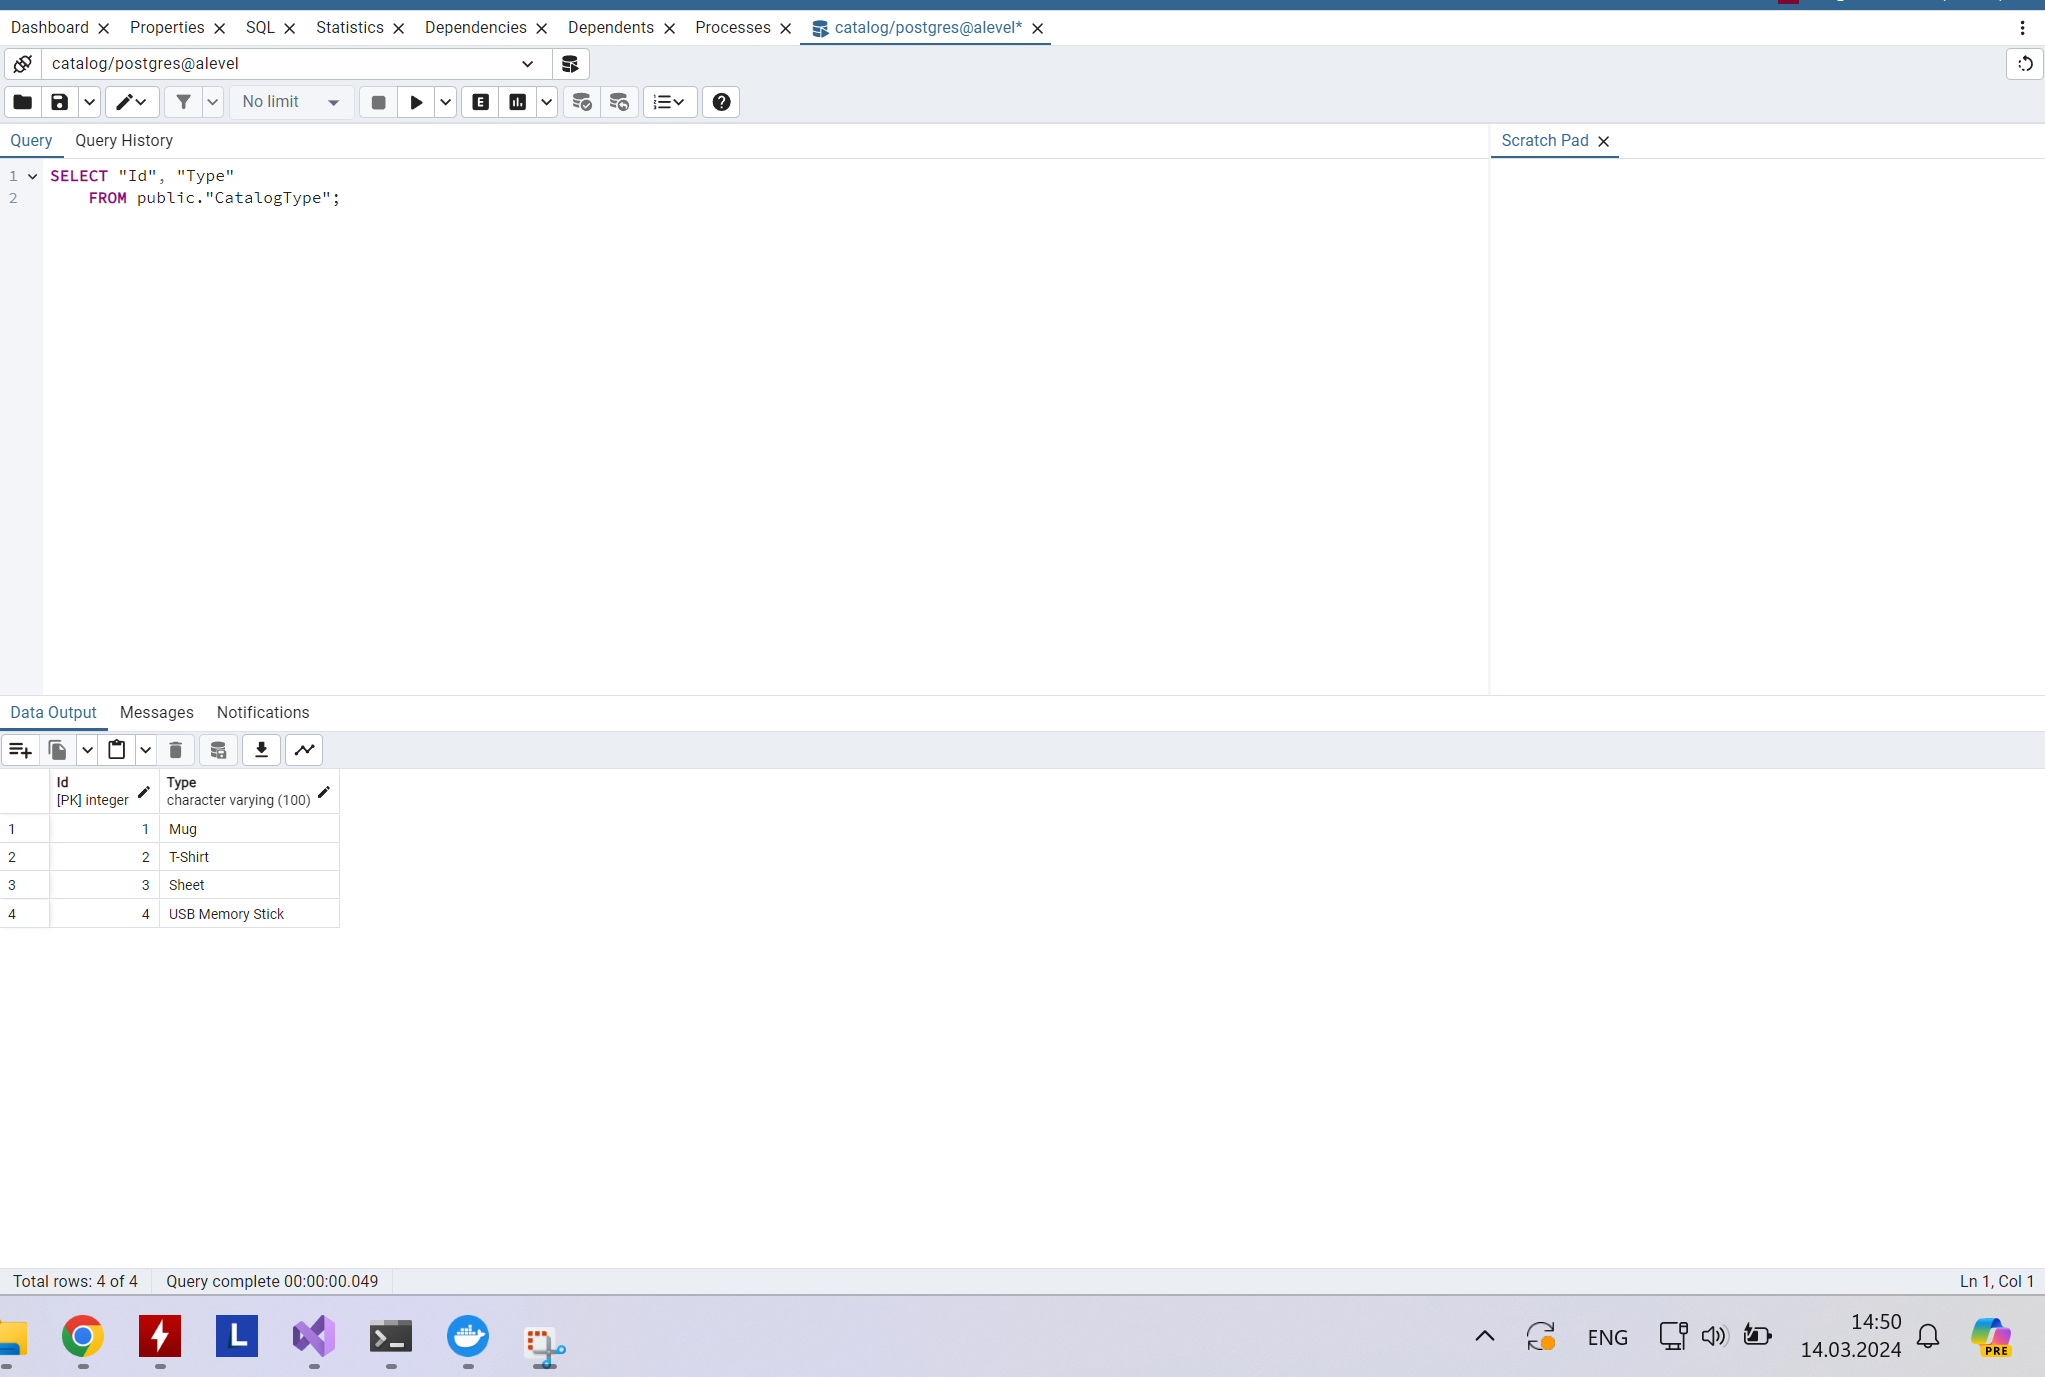 Dashboard Properties SQL Statistics Dependencies Dependents Processes catalog/postgres@alevel*
catalog/postgres@alevel
No limit E
Query Query History Scratch Pad
1 SELECT "Id", "Type"
2 FROM public."CatalogType";
Data Output Messages Notifications
Id Type
[PK] integer character varying (100)
1 1 Mug
2 2 T-Shirt
3 3 Sheet
4 4 USB Memory Stick
Total rows: 4 of 4 Query complete 00:00:00.049 Ln 1, Col 1
L ENG 14:50
14.03.2024 PRE